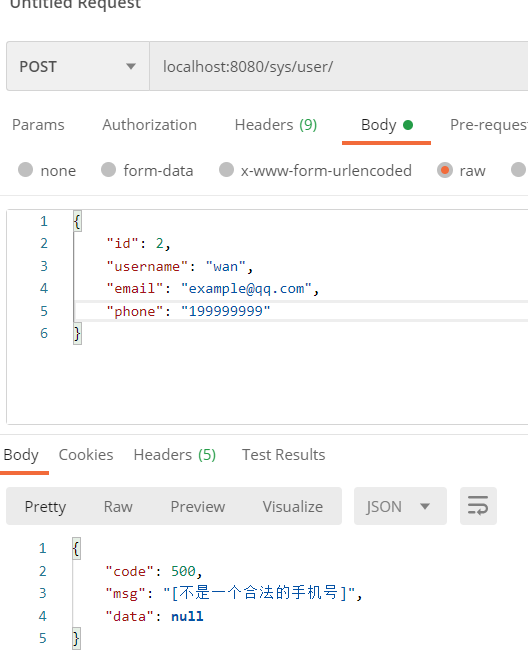 Untitled Request
POST localhost:8080/sys/user/
Params Authorization Headers (9) Body Pre-reques
none form-data x-www-form-urlencoded raw
1 {
2 "id": 2,
3 "username": "wan",
4 "email": "example@qq.com",
5 "phone": "199999999"
6 }
Body Cookies Headers (5) Test Results
Pretty Raw Preview Visualize JSON
1 {
2 "code": 500,
3 "msg": "[不是一个合法的手机号]",
4 "data": null
5 }